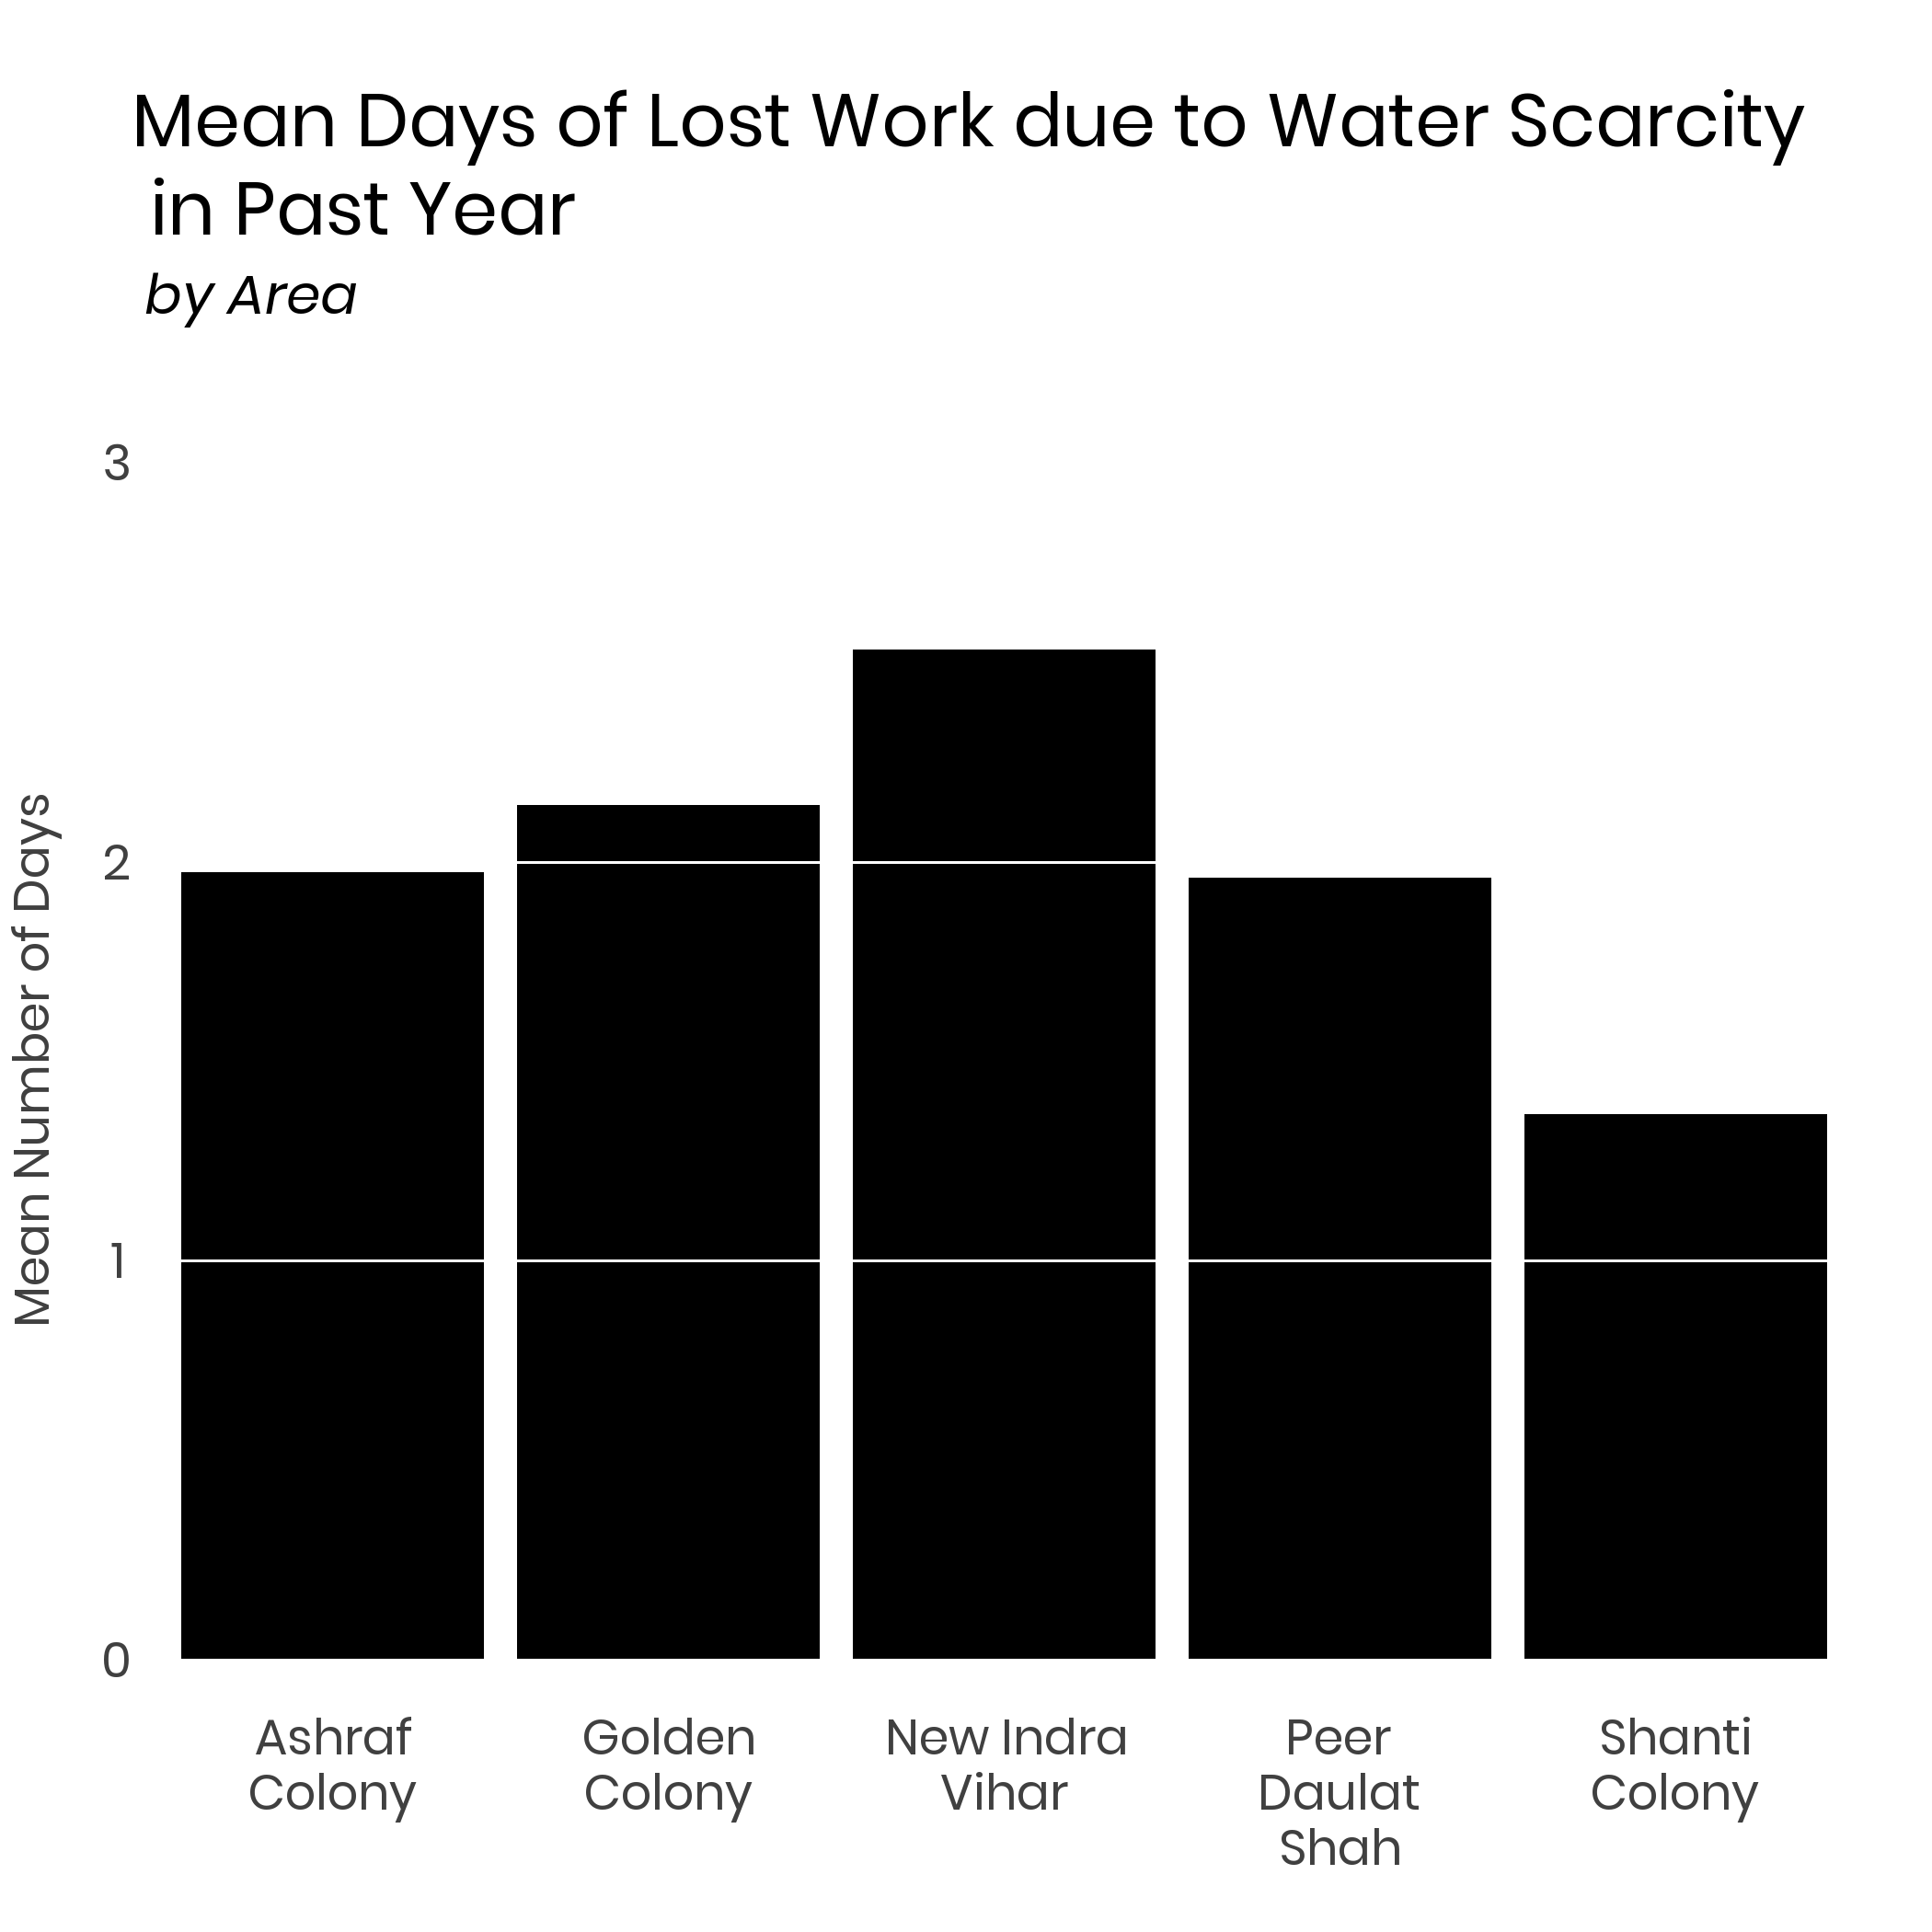 Mean Days of Lost Work due to Water Scarcity
in Past Year
by Area
3
2
1
0
Mean Number of Days
Ashraf
Colony
Golden
Colony
New Indra
Vihar
Peer
Daulat
Shah
Shanti
Colony